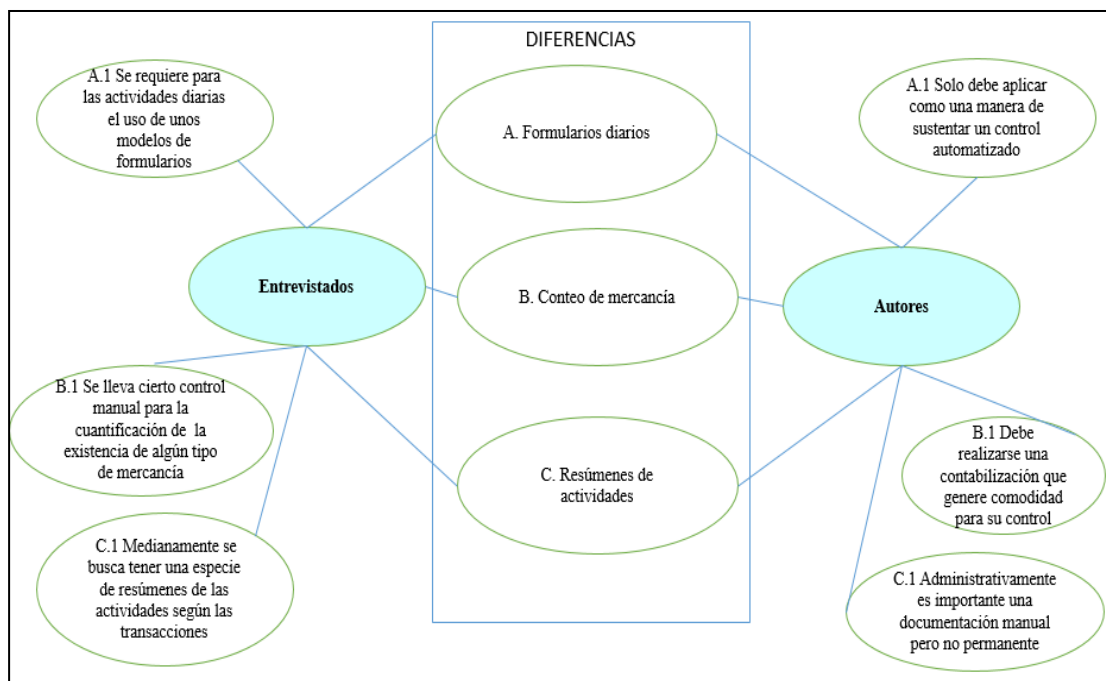 DIFERENCIAS
A.1 Se requiere para
las actividades diarias
el uso de unos
modelos de
formularios
A. Formularios diarios
A.1 Solo debe aplicar
como una manera de
sustentar un control
automatizado
Entrevistados
B. Conteo de mercancía
Autores
B.1 Se lleva cierto control
manual para la
cuantificación de la
existencia de algún tipo
de mercancía
C. Resúmenes de
actividades
B.1 Debe
realizarse una
contabilización que
genere comodidad
para su control
C.1 Medianamente se
busca tener una especie
de resúmenes de las
actividades según las
transacciones
C.1 Administrativamente
es importante una
documentación manual
pero no permanente